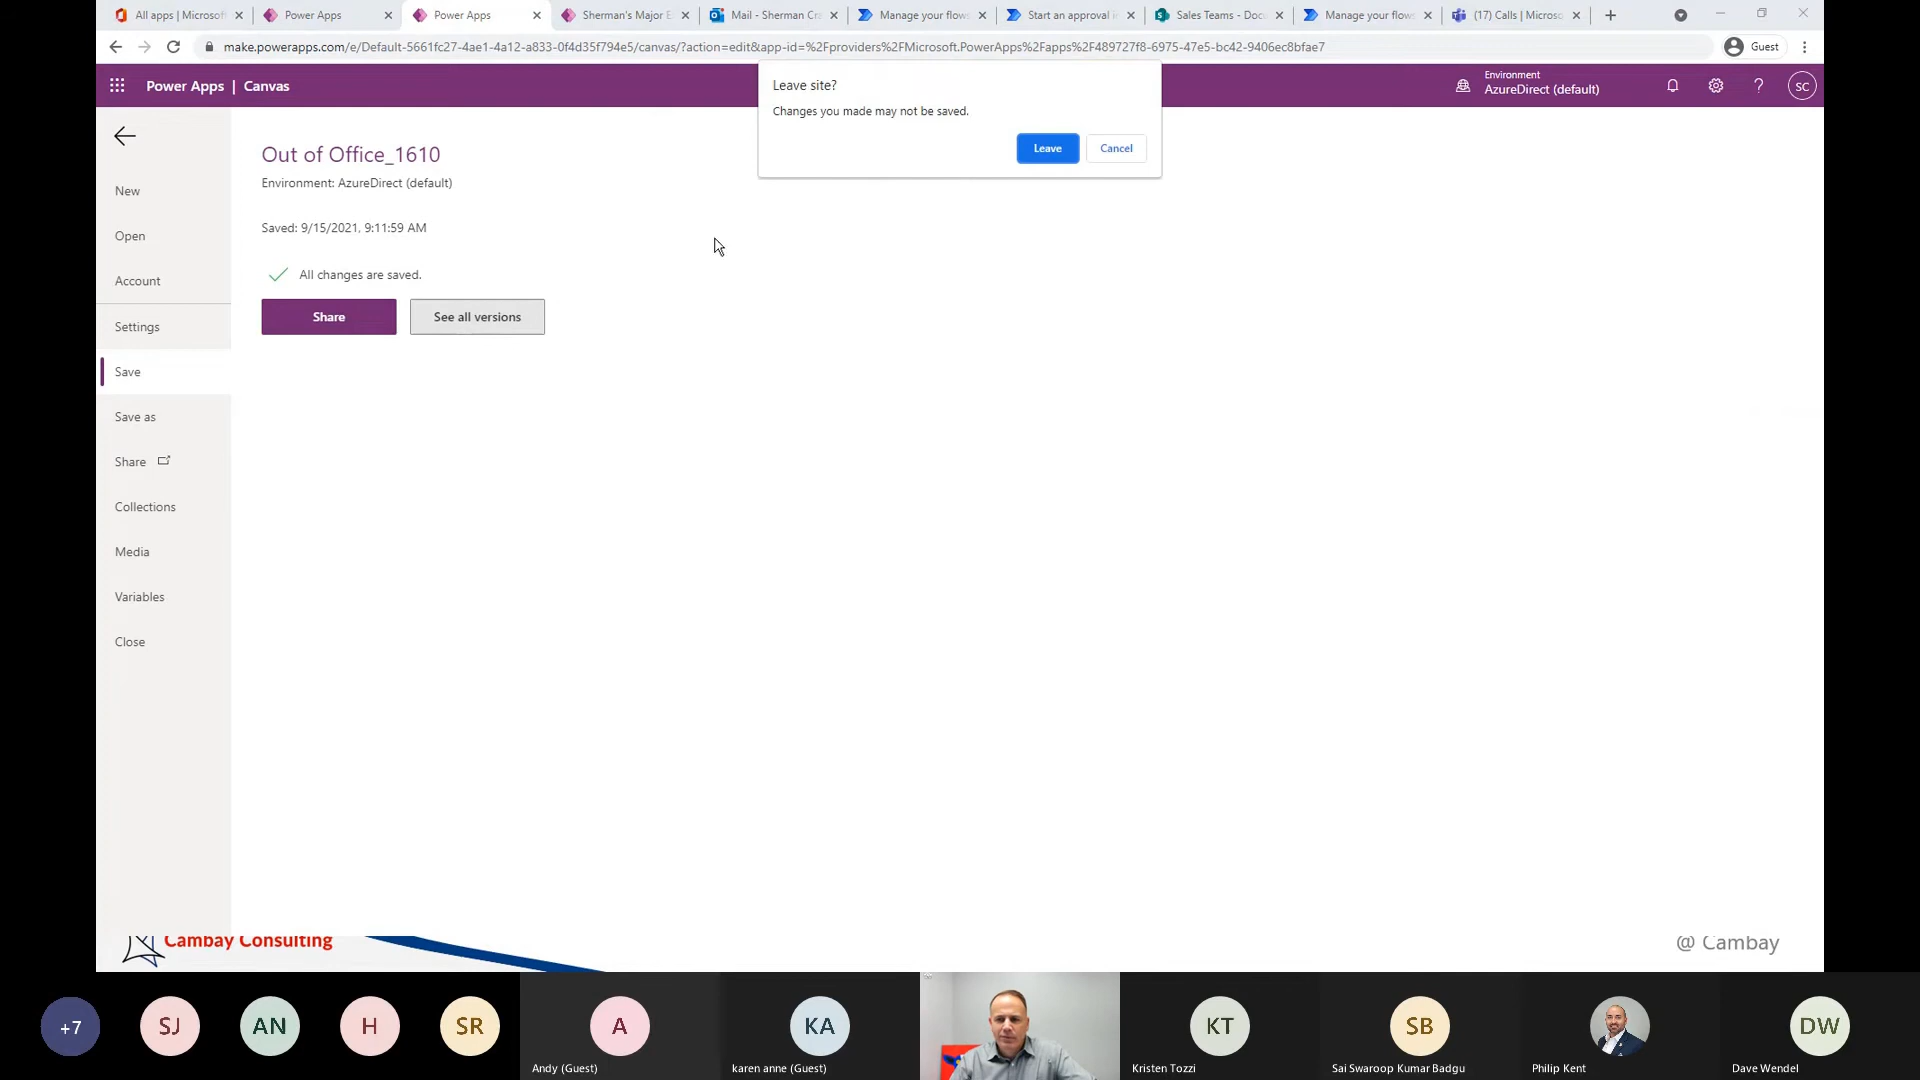 All apps | Microsof
Power Apps
Power Apps
Sherman's Major E
Mail - Sherman Cra
Manage your flows
Start an approval i
Sales Teams - Docu
Manage your flows
(17) Calls | Microso
make.powerapps.com/e/Default-5661fc27-4ae1-4a12-a833-0f4d35f794e5/canvas/?action=edit&app-id=%2Fproviders%2FMicrosoft.PowerApps%2Fapps%2F489727f8-6975-47e5-bc42-9406ec8bfae7
Guest
Power Apps | Canvas
Environment
AzureDirect (default)
?
SC
Leave site?
Changes you made may not be saved.
Leave
Cancel
New
Open
Account
Settings
Save
Save as
Share
Collections
Media
Variables
Close
Out of Office_1610
Environment: AzureDirect (default)
Saved: 9/15/2021, 9:11:59 AM
All changes are saved.
Share
See all versions
Cambay Consulting
@ Cambay
+7
SJ
AN
H
SR
A
Andy (Guest)
KA
karen anne (Guest)
KT
Kristen Tozzi
SB
Sai Swaroop Kumar Badgu
Philip Kent
DW
Dave Wendel